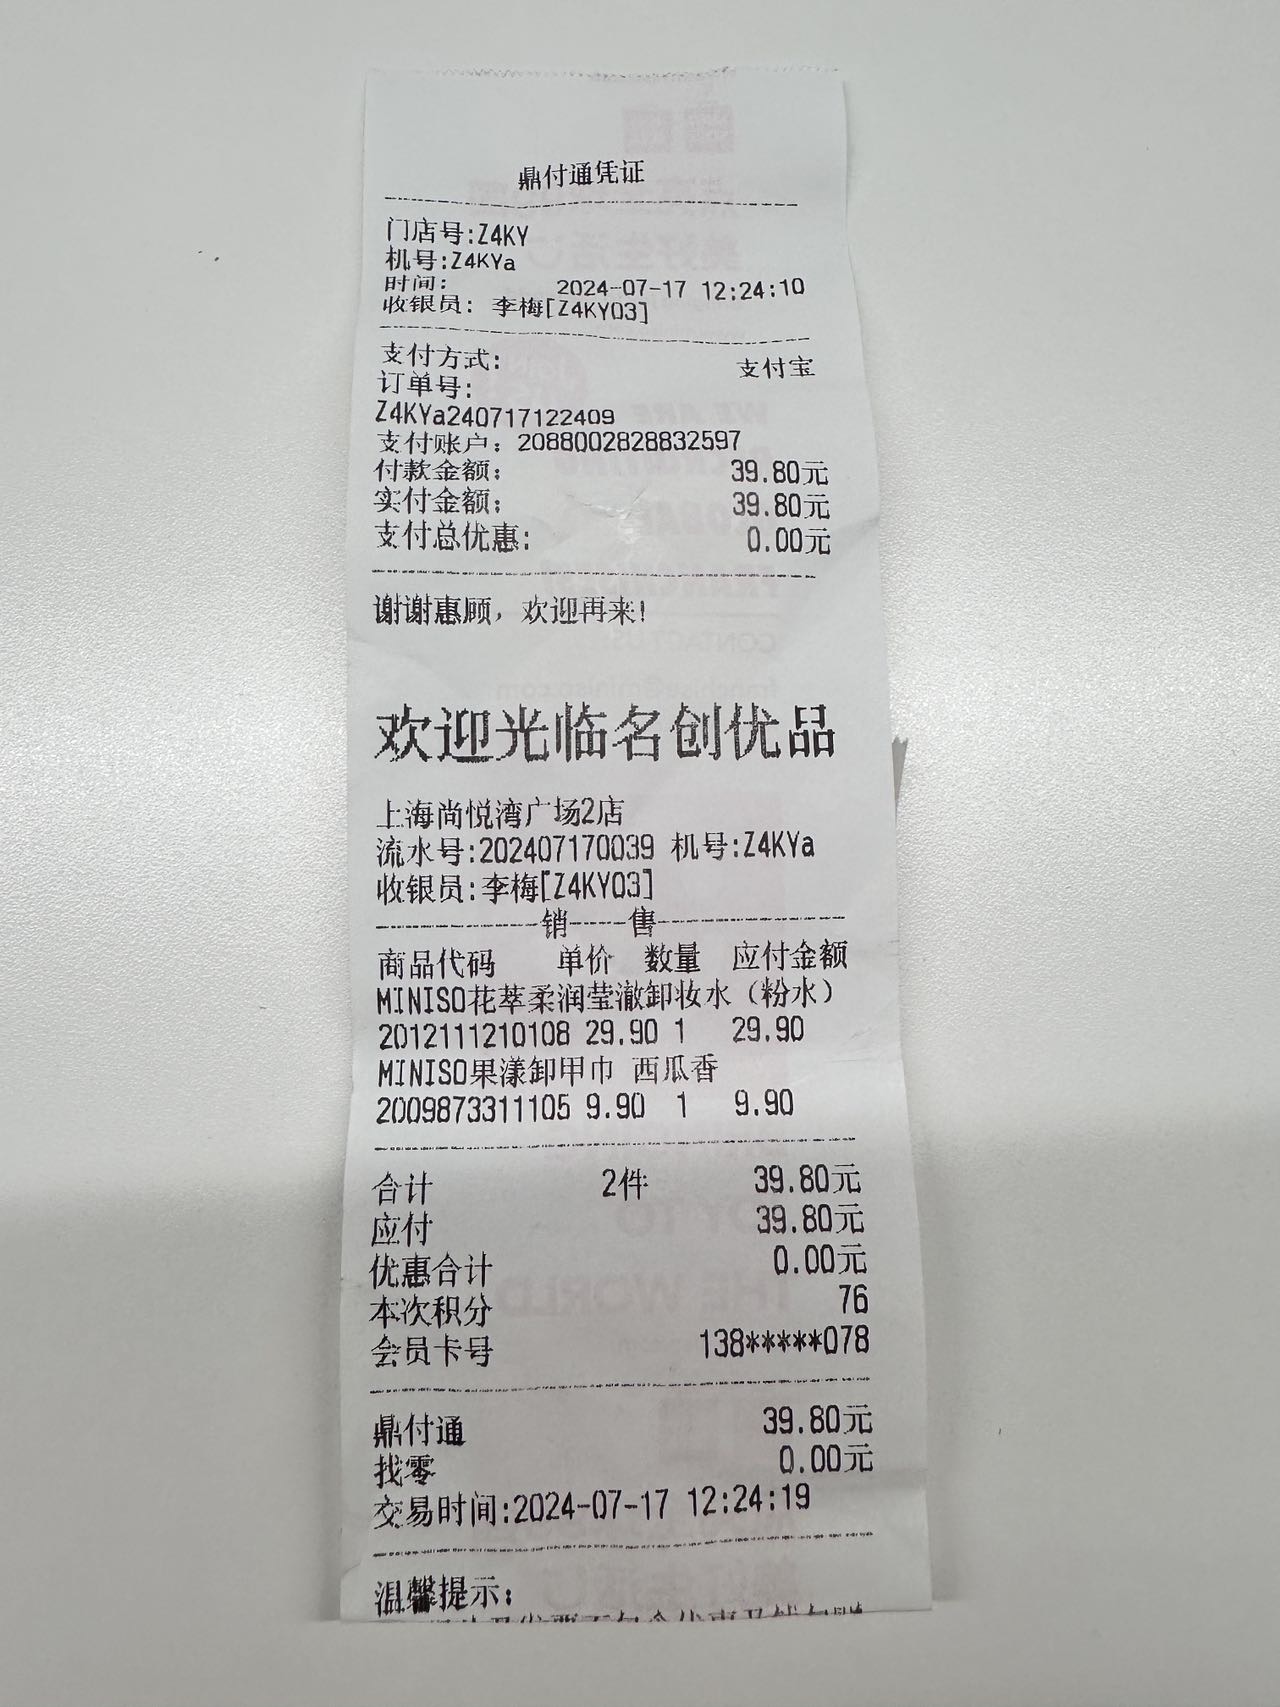 鼎付通凭证
门店号:Z4KY
机号:Z4KYa
时间: 2024-07-17 12:24:10
收银员: 李梅[Z4KY03]
支付方式: 支付宝
订单号:
Z4KYa240717122409
支付账户: 2088002828832597
付款金额: 39.80元
实付金额: 39.80元
支付总优惠: 0.00元
谢谢惠顾，欢迎再来!
欢迎光临名创优品
上海尚悦湾广场2店
流水号:202407170039 机号:Z4KYa
收银员:李梅[Z4KY03]
销----售
商品代码 单价 数量 应付金额
MINISO花萃柔润莹澈卸妆水（粉水）
2012111210108 29.90 1 29.90
MINISO果漾卸甲巾 西瓜香
2009873311105 9.90 1 9.90
合计 2件 39.80元
应付 39.80元
优惠合计 0.00元
本次积分 76
会员卡号 138*****078
鼎付通 39.80元
找零 0.00元
交易时间:2024-07-17 12:24:19
温馨提示: